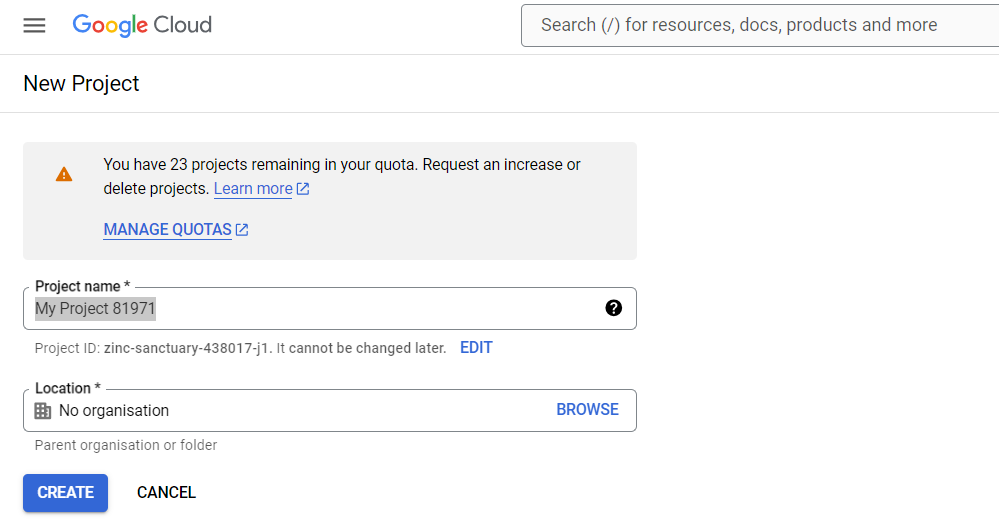 Google Cloud
Search (/) for resources, docs, products and more
New Project
You have 23 projects remaining in your quota. Request an increase or
delete projects. Learn more
MANAGE QUOTAS
Project name *
My Project 81971
Project ID: zinc-sanctuary-438017-j1. It cannot be changed later. EDIT
Location *
No organisation BROWSE
Parent organisation or folder
CREATE CANCEL